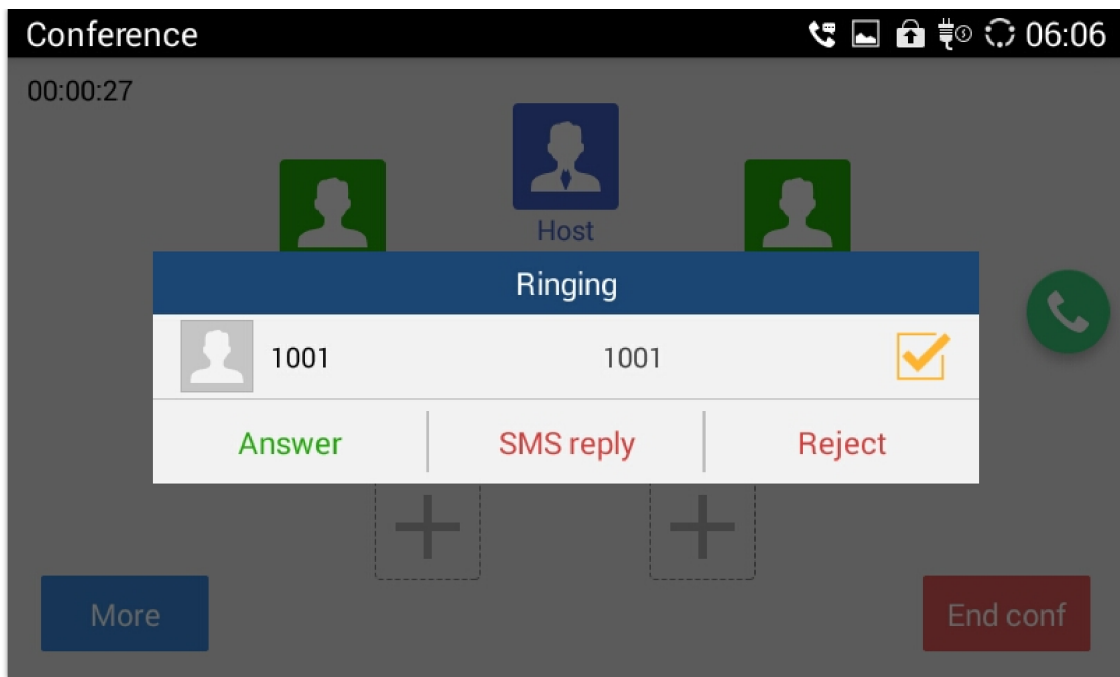 Conference
06:06
00:00:27
Host
Ringing
1001 1001
Answer SMS reply Reject
More End conf